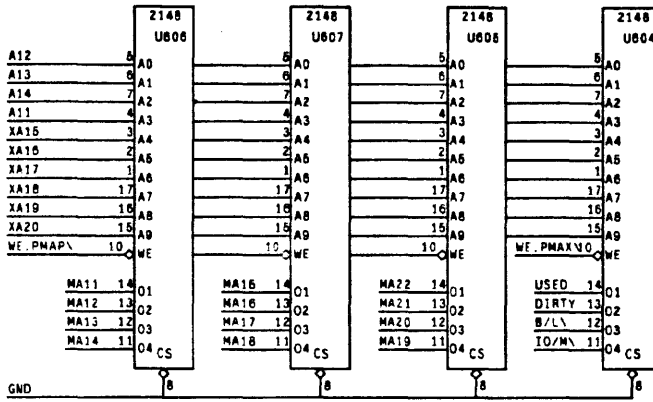 2148 2148 2148 2148
U606 U607 U605 U604
A12 5 A0 5 A0 5 A0 5 A0
A13 6 A1 6 A1 6 A1 6 A1
A14 7 A2 7 A2 7 A2 7 A2
A11 4 A3 4 A3 4 A3 4 A3
XA15 3 A4 3 A4 3 A4 3 A4
XA16 2 A5 2 A5 2 A5 2 A5
XA17 1 A6 1 A6 1 A6 1 A6
XA18 17 A7 17 A7 17 A7 17 A7
XA19 16 A8 16 A8 16 A8 16 A8
XA20 15 A9 15 A9 15 A9 15 A9
WE.PMAP\ 10 WE 10 WE 10 WE WE.PMAX\10 WE
MA11 14 O1 MA15 14 O1 MA22 14 O1 USED 14 O1
MA12 13 O2 MA16 13 O2 MA21 13 O2 DIRTY 13 O2
MA13 12 O3 MA17 12 O3 MA20 12 O3 B/L\ 12 O3
MA14 11 O4 MA18 11 O4 MA19 11 O4 IO/M\ 11 O4
CS CS CS CS
GND 8 8 8 8